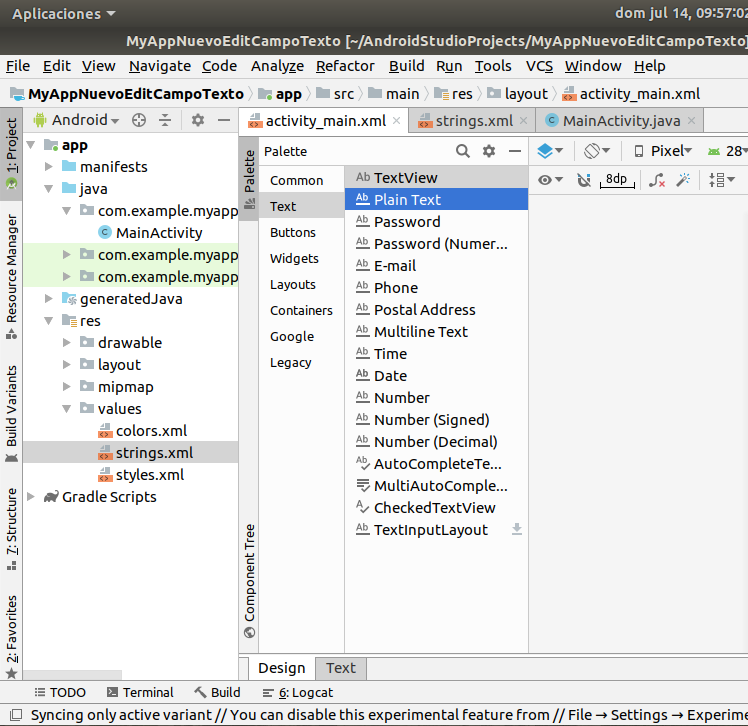 Aplicaciones
dom jul 14, 09:57:02
MyAppNuevoEditCampoTexto [~/AndroidStudioProjects/MyAppNuevoEditCampoTexto]
File Edit View Navigate Code Analyze Refactor Build Run Tools VCS Window Help
MyAppNuevoEditCampoTexto app src main res layout activity_main.xml
1: Project
Resource Manager
Build Variants
7: Structure
2: Favorites
Android
app
manifests
java
com.example.myapp
MainActivity
com.example.myapp
com.example.myapp
generatedJava
res
drawable
layout
mipmap
values
colors.xml
strings.xml
styles.xml
Gradle Scripts
activity_main.xml strings.xml MainActivity.java
Palette
Component Tree
Palette
Common
Text
Buttons
Widgets
Layouts
Containers
Google
Legacy
Ab TextView
Ab Plain Text
Ab Password
Ab Password (Numer...
Ab E-mail
Ab Phone
Ab Postal Address
Ab Multiline Text
Ab Time
Ab Date
Ab Number
Ab Number (Signed)
Ab Number (Decimal)
Ab AutoCompleteTe...
MultiAutoComple...
CheckedTextView
Ab TextInputLayout
Pixel 28
8dp
Design Text
TODO Terminal Build 6: Logcat
Syncing only active variant // You can disable this experimental feature from // File → Settings → Experime